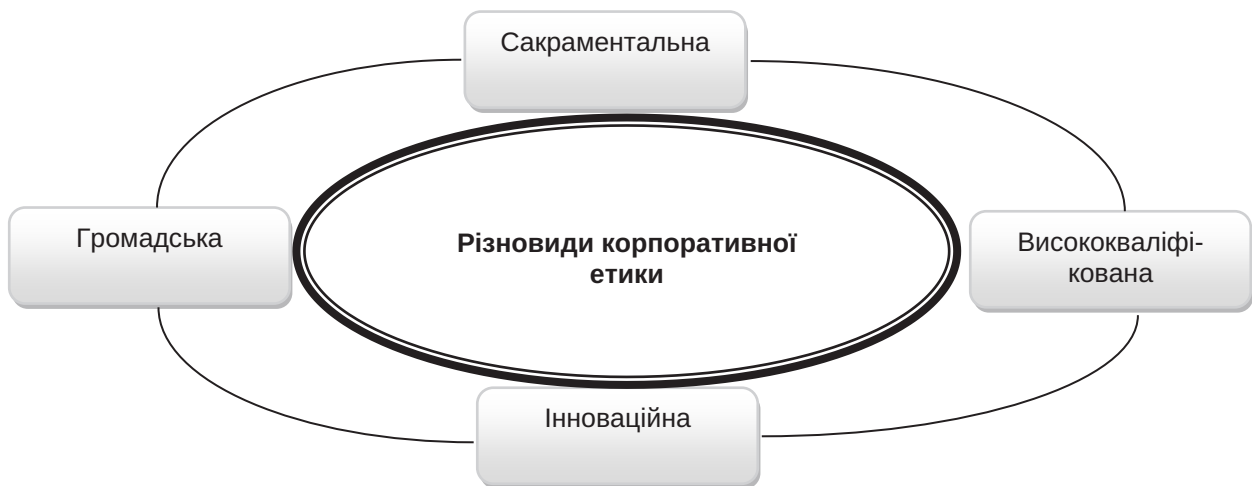 Сакраментальна
Громадська
Різновиди корпоративної
етики
Висококваліфі-
кована
Інноваційна